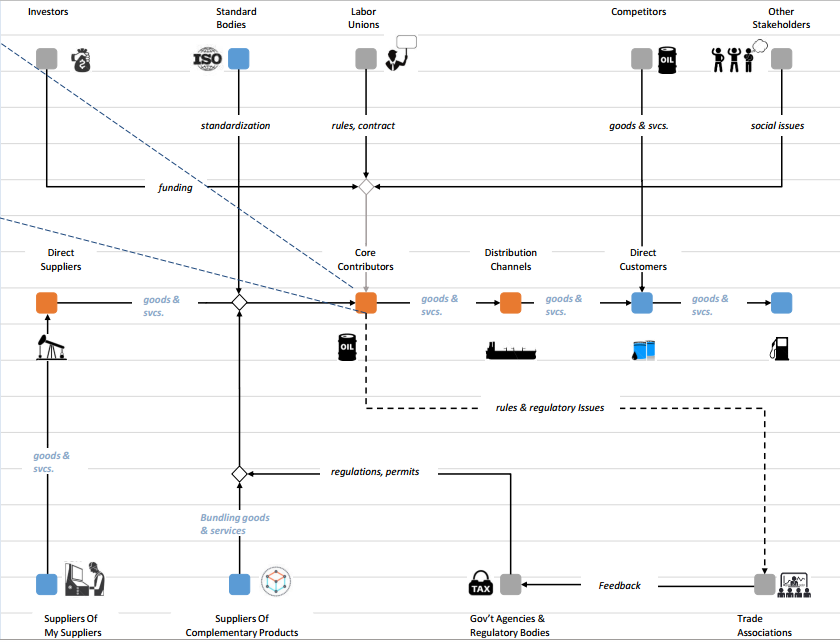 Investors
Standard
Bodies
Labor
Unions
Competitors
Other
Stakeholders
ISO
OIL
standardization
rules, contract
goods & svcs.
social issues
funding
Direct
Suppliers
Core
Contributors
Distribution
Channels
Direct
Customers
goods &
svcs.
goods &
svcs.
goods &
svcs.
goods &
svcs.
OIL
rules & regulatory Issues
goods &
svcs.
regulations, permits
Bundling goods
& services
TAX
Feedback
Suppliers Of
My Suppliers
Suppliers Of
Complementary Products
Gov't Agencies &
Regulatory Bodies
Trade
Associations